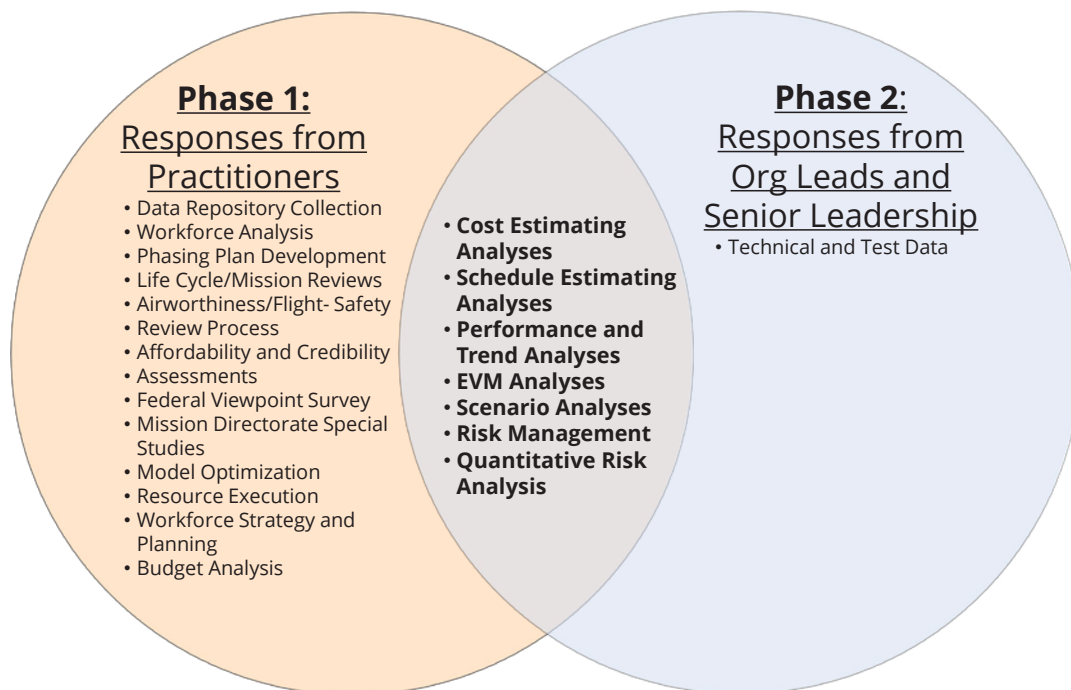 Phase 1:
Responses from
Practitioners
• Data Repository Collection
• Workforce Analysis
• Phasing Plan Development
• Life Cycle/Mission Reviews
• Airworthiness/Flight- Safety
• Review Process
• Affordability and Credibility
• Assessments
• Federal Viewpoint Survey
• Mission Directorate Special
Studies
• Model Optimization
• Resource Execution
• Workforce Strategy and
Planning
• Budget Analysis
• Cost Estimating
Analyses
• Schedule Estimating
Analyses
• Performance and
Trend Analyses
• EVM Analyses
• Scenario Analyses
• Risk Management
• Quantitative Risk
Analysis
Phase 2:
Responses from
Org Leads and
Senior Leadership
• Technical and Test Data